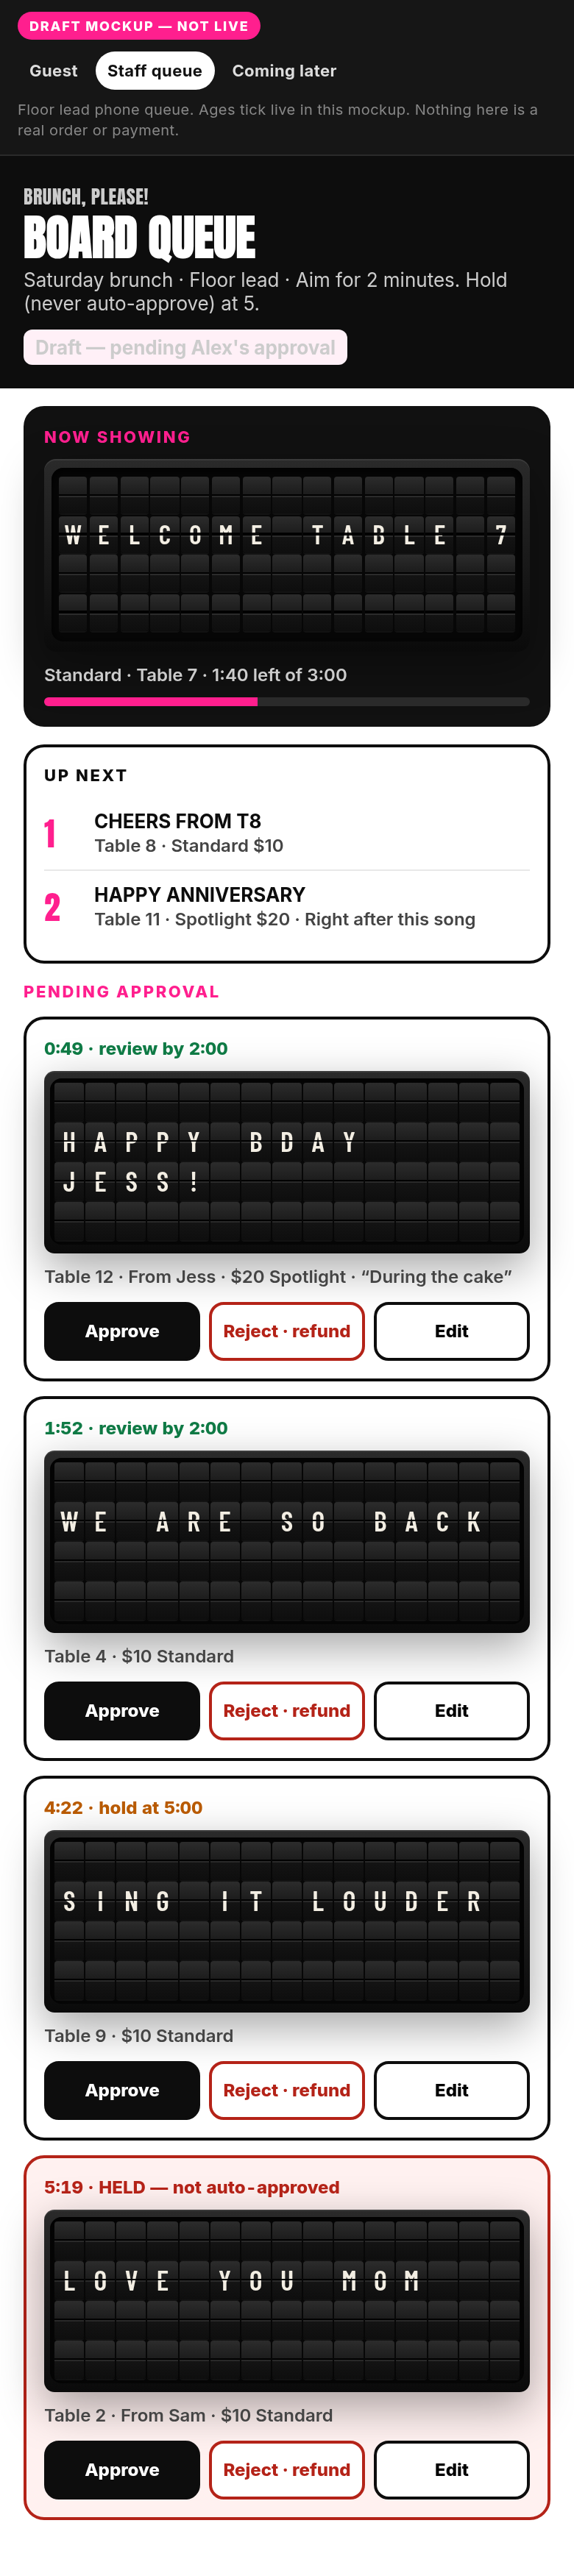 DRAFT MOCKUP — NOT LIVE
Guest
Staff queue
Coming later
Floor lead phone queue. Ages tick live in this mockup. Nothing here is a
real order or payment.
BRUNCH, PLEASE!
BOARD QUEUE
Saturday brunch · Floor lead · Aim for 2 minutes. Hold
(never auto-approve) at 5.
Draft — pending Alex's approval
NOW SHOWING
WELCOME TABLE 7
Standard · Table 7 · 1:40 left of 3:00
UP NEXT
1
CHEERS FROM T8
Table 8 · Standard $10
2
HAPPY ANNIVERSARY
Table 11 · Spotlight $20 · Right after this song
PENDING APPROVAL
0:49 · review by 2:00
HAPPY BDAY
JESS!
Table 12 · From Jess · $20 Spotlight · “During the cake”
Approve
Reject · refund
Edit
1:52 · review by 2:00
WE ARE SO BACK
Table 4 · $10 Standard
Approve
Reject · refund
Edit
4:22 · hold at 5:00
SING IT LOUDER
Table 9 · $10 Standard
Approve
Reject · refund
Edit
5:19 · HELD — not auto-approved
LOVE YOU MOM
Table 2 · From Sam · $10 Standard
Approve
Reject · refund
Edit